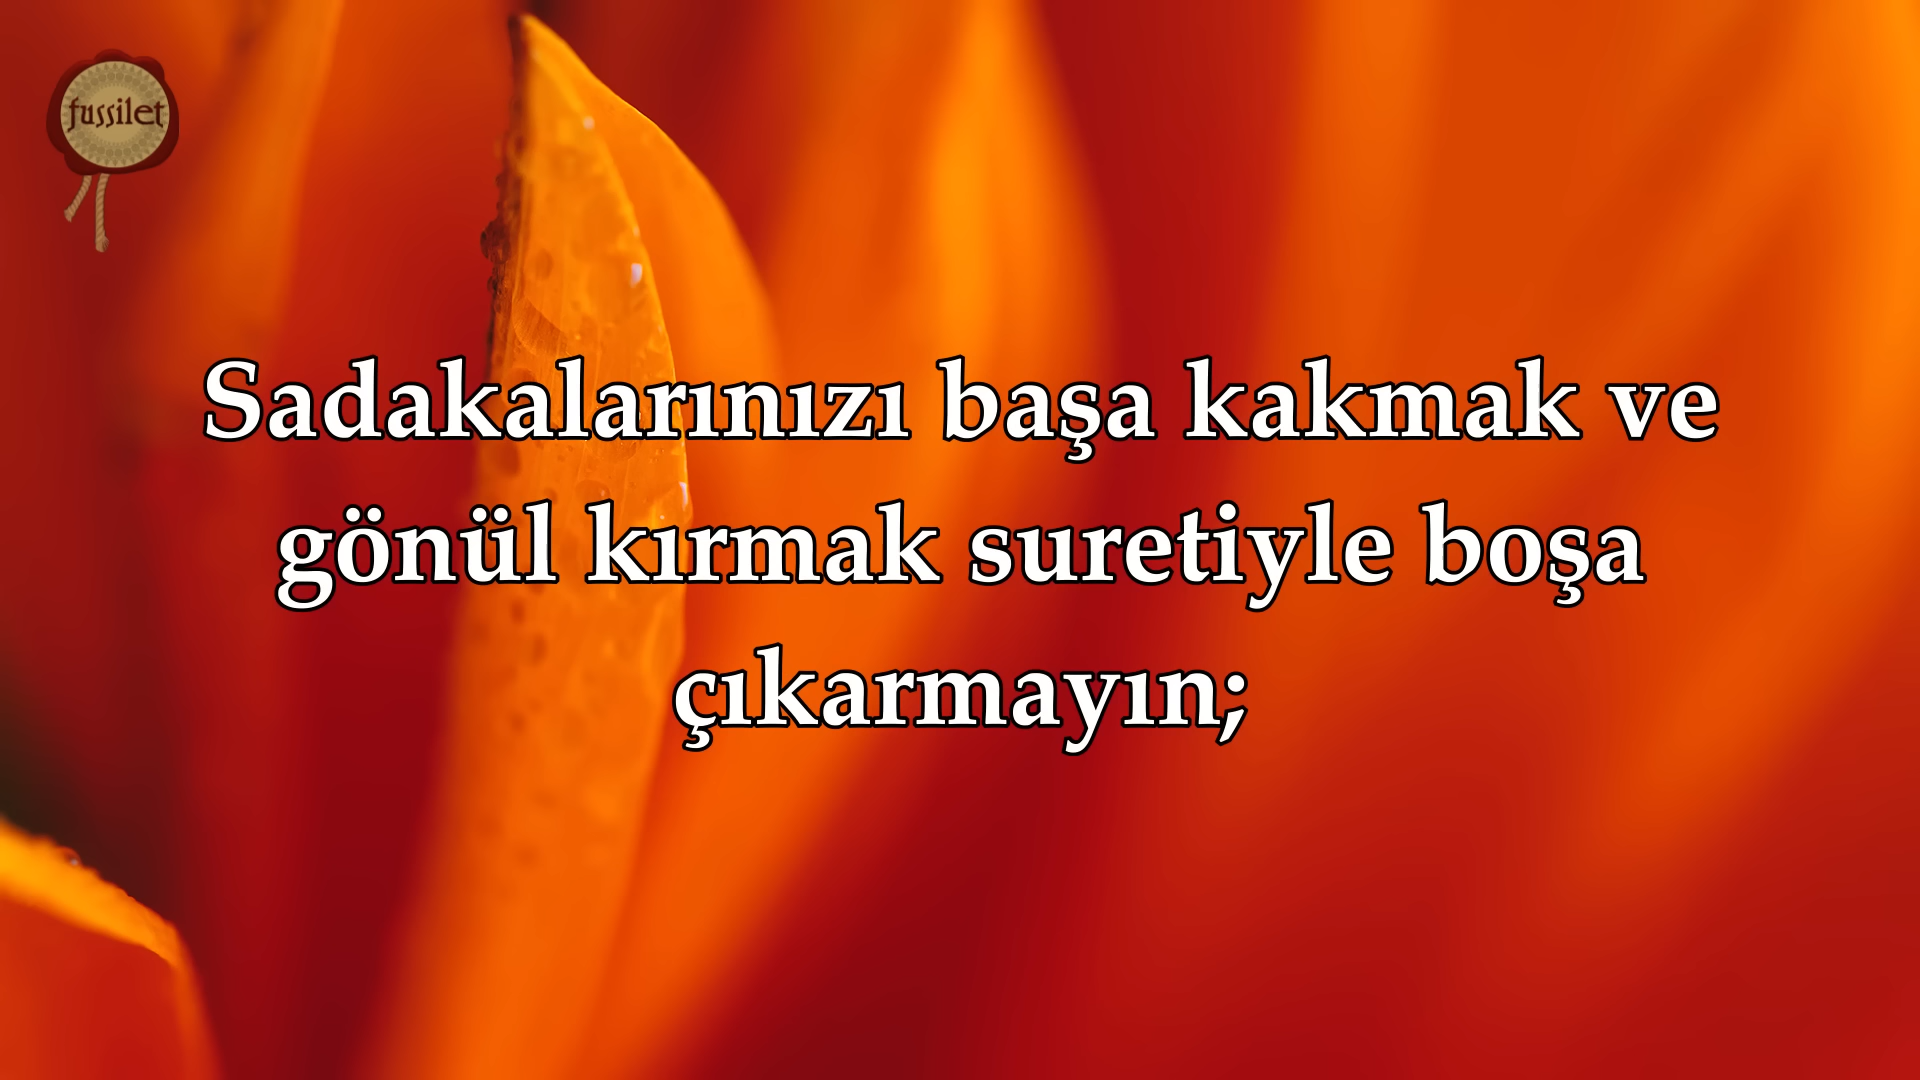 fussilet
Sadakalarınızı başa kakmak ve
gönül kırmak suretiyle boşa
çıkarmayın;